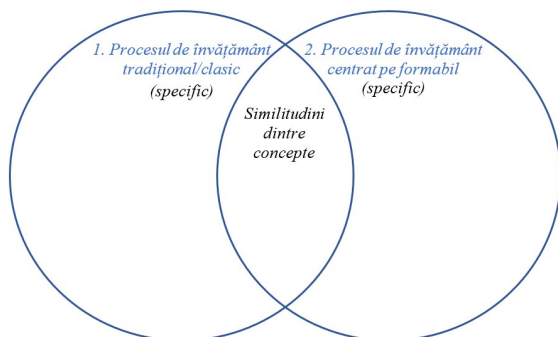 1. Procesul de învățământ
tradițional/clasic
(specific)
2. Procesul de învățământ
centrat pe formabil
(specific)
Similitudini
dintre
concepte